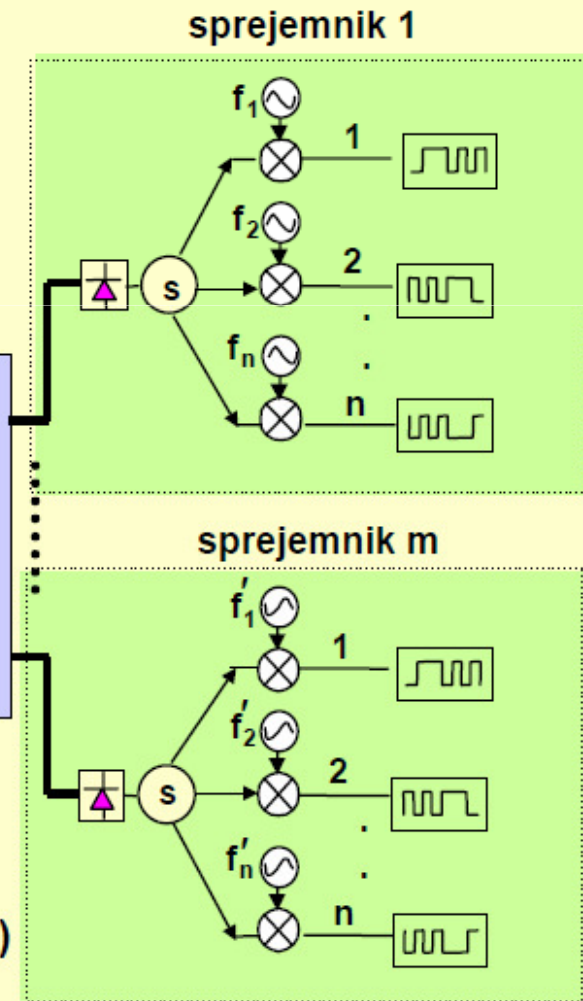 sprejemnik 1
f1
1
f2
s
2
.
fn
.
n
sprejemnik m
f′1
1
f′2
s
2
.
f′n
.
n
)